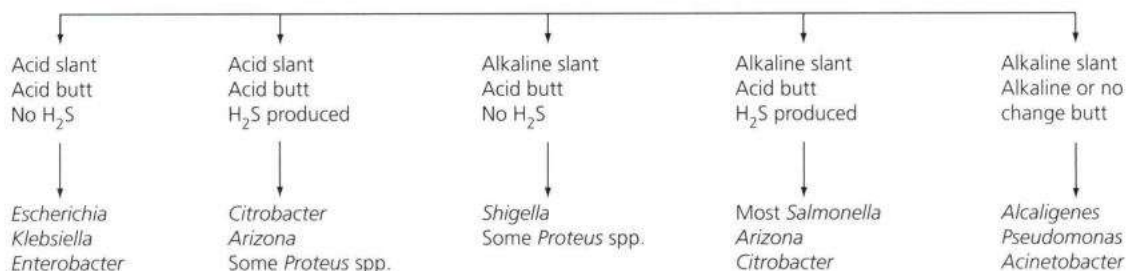 Acid slant
Acid butt
No H₂S
Acid slant
Acid butt
H₂S produced
Alkaline slant
Acid butt
No H₂S
Alkaline slant
Acid butt
H₂S produced
Alkaline slant
Alkaline or no
change butt
Escherichia
Klebsiella
Enterobacter
Citrobacter
Arizona
Some Proteus spp.
Shigella
Some Proteus spp.
Most Salmonella
Arizona
Citrobacter
Alcaligenes
Pseudomonas
Acinetobacter